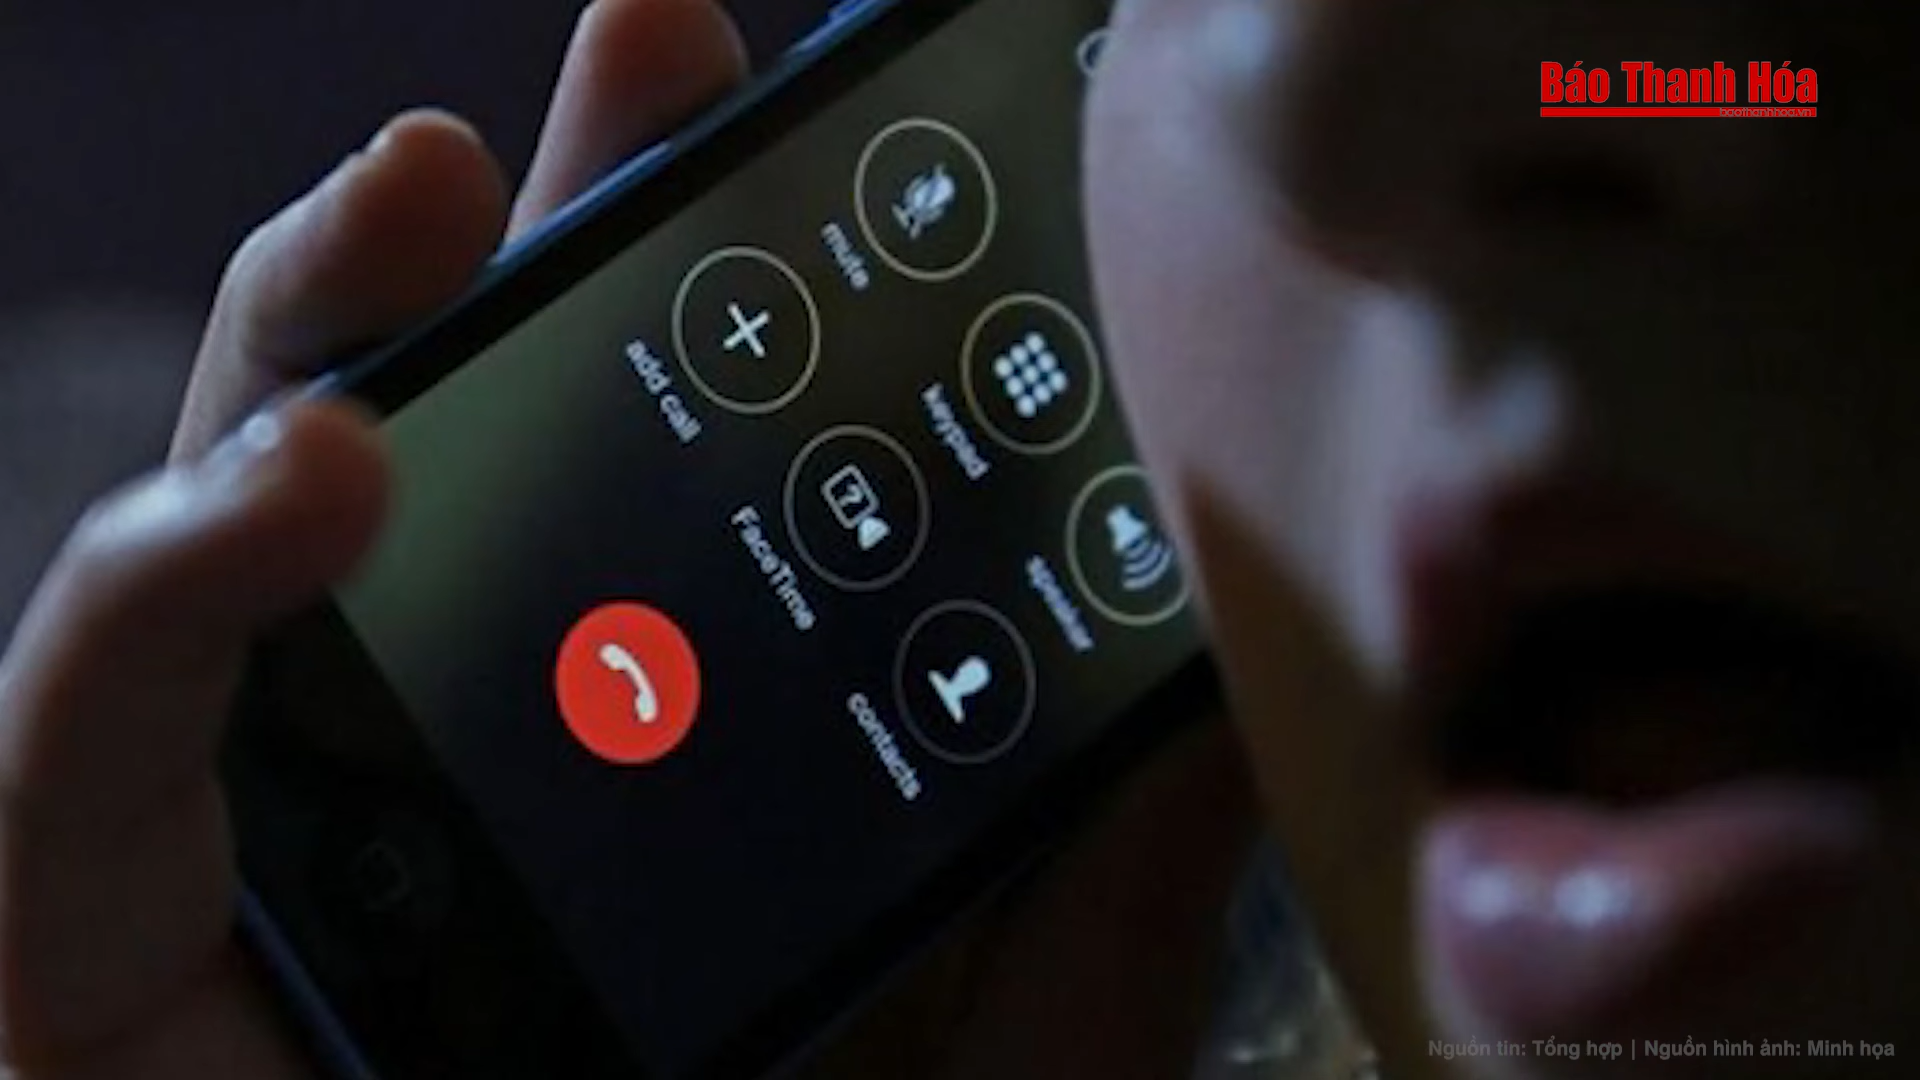 Báo Thanh Hóa
baothanhhoa.vn
mute
add call
keypad
FaceTime
speaker
contacts
Nguồn tin: Tổng hợp | Nguồn hình ảnh: Minh họa